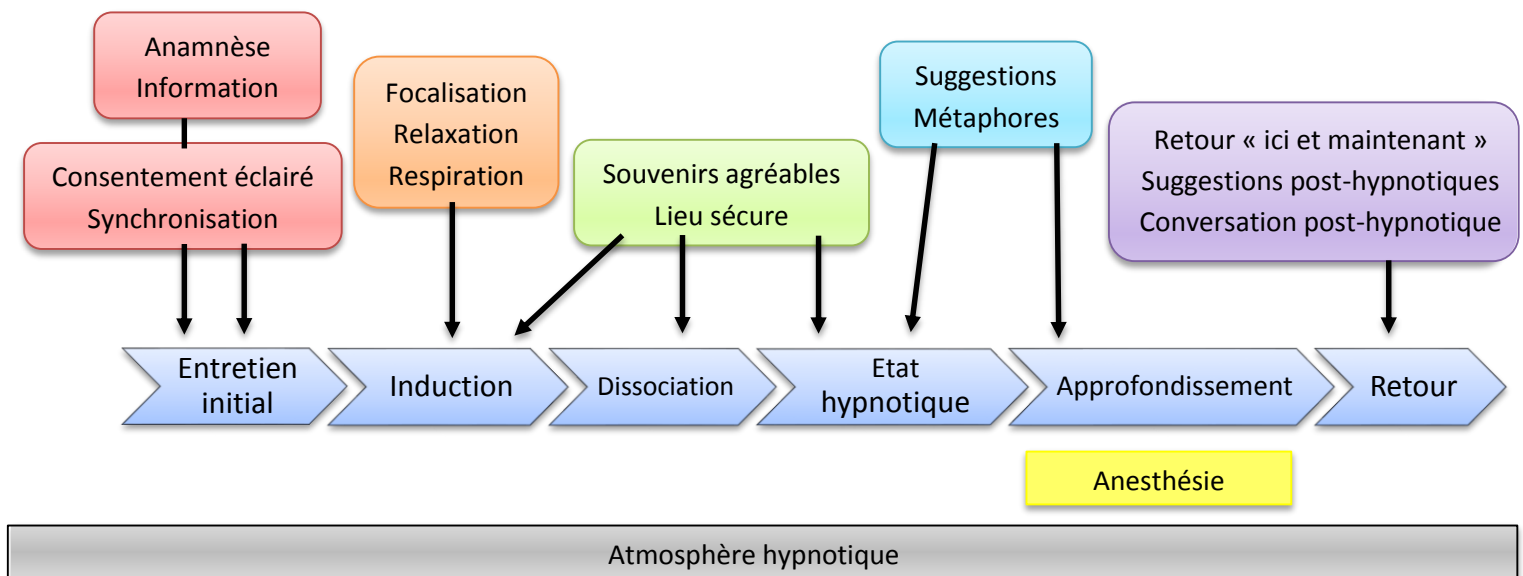 Anamnèse
Information
Consentement éclairé
Synchronisation
Focalisation
Relaxation
Respiration
Souvenirs agréables
Lieu sécure
Suggestions
Métaphores
Retour « ici et maintenant »
Suggestions post-hypnotiques
Conversation post-hypnotique
Entretien
initial
Induction
Dissociation
Etat
hypnotique
Approfondissement
Retour
Anesthésie
Atmosphère hypnotique